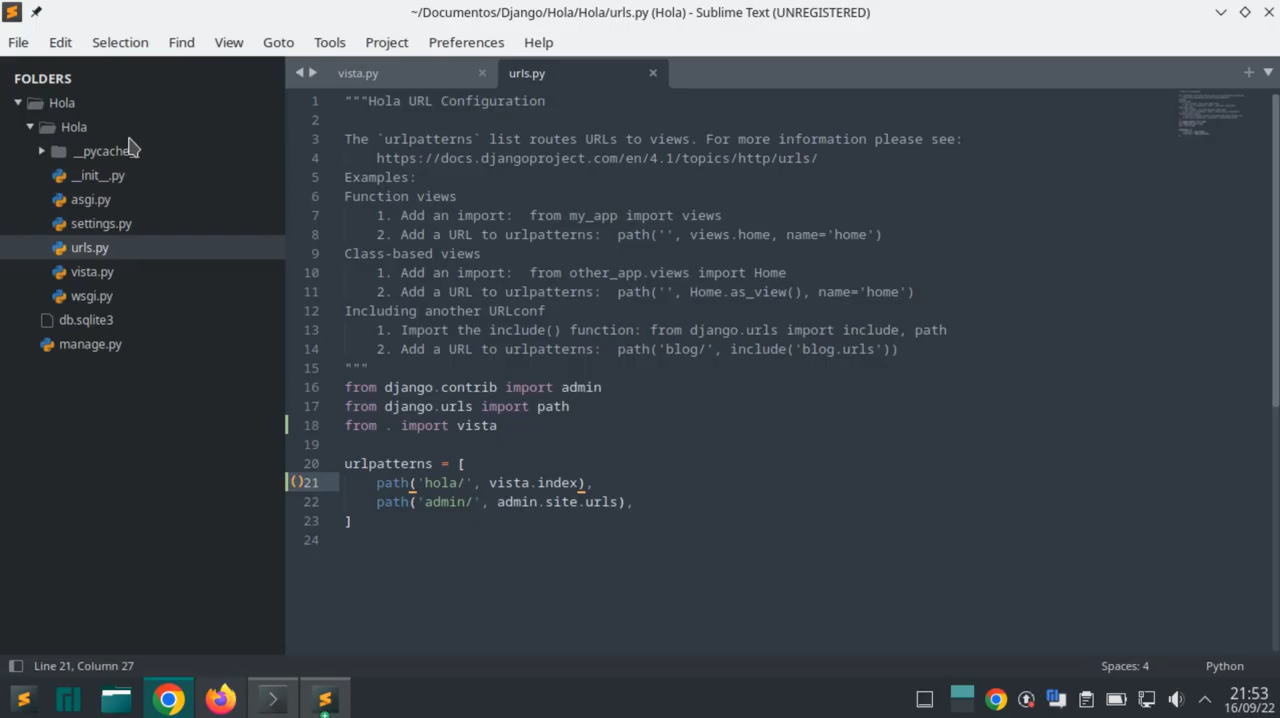 ~/Documentos/Django/Hola/Hola/urls.py (Hola) - Sublime Text (UNREGISTERED)
File Edit Selection Find View Goto Tools Project Preferences Help
FOLDERS
Hola
Hola
__pycache
__init__.py
asgi.py
settings.py
urls.py
vista.py
wsgi.py
db.sqlite3
manage.py
vista.py urls.py
1 """Hola URL Configuration
2
3 The `urlpatterns` list routes URLs to views. For more information please see:
4 https://docs.djangoproject.com/en/4.1/topics/http/urls/
5 Examples:
6 Function views
7 1. Add an import:  from my_app import views
8 2. Add a URL to urlpatterns:  path('', views.home, name='home')
9 Class-based views
10 1. Add an import:  from other_app.views import Home
11 2. Add a URL to urlpatterns:  path('', Home.as_view(), name='home')
12 Including another URLconf
13 1. Import the include() function: from django.urls import include, path
14 2. Add a URL to urlpatterns:  path('blog/', include('blog.urls'))
15 """
16 from django.contrib import admin
17 from django.urls import path
18 from . import vista
19
20 urlpatterns = [
()21 path('hola/', vista.index),
22 path('admin/', admin.site.urls),
23 ]
24
Line 21, Column 27
Spaces: 4 Python
21:53
16/09/22